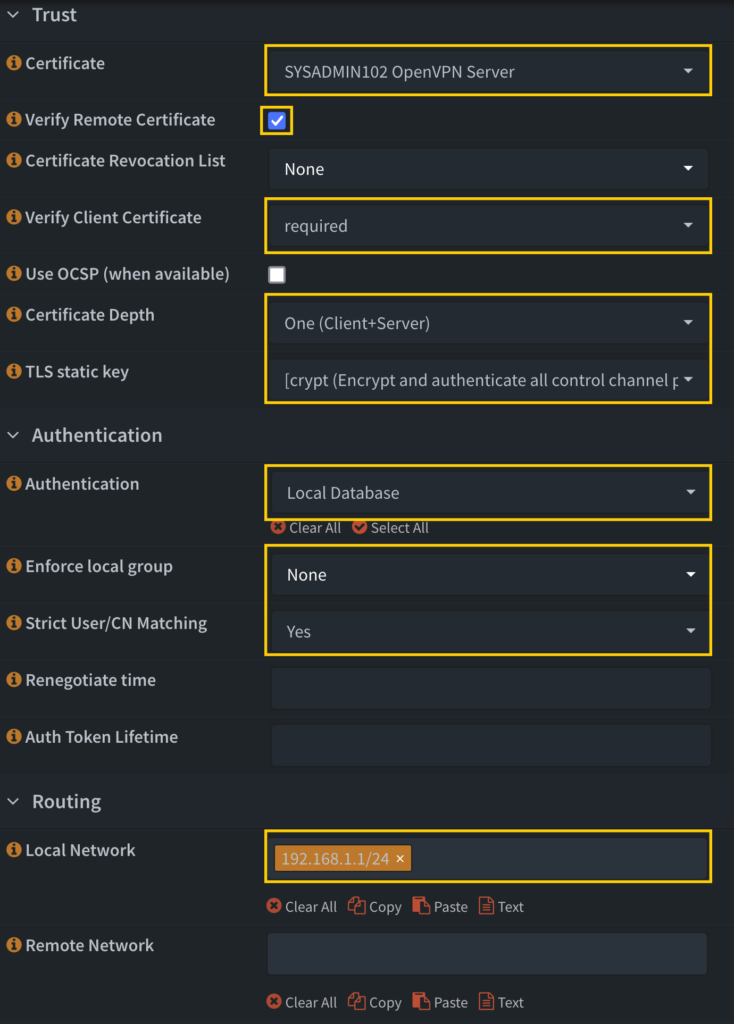 Trust
Certificate
SYSADMIN102 OpenVPN Server
Verify Remote Certificate
Certificate Revocation List
None
Verify Client Certificate
required
Use OCSP (when available)
Certificate Depth
One (Client+Server)
TLS static key
[crypt (Encrypt and authenticate all control channel p
Authentication
Authentication
Local Database
Clear All Select All
Enforce local group
None
Strict User/CN Matching
Yes
Renegotiate time
Auth Token Lifetime
Routing
Local Network
192.168.1.1/24 ×
Clear All Copy Paste Text
Remote Network
Clear All Copy Paste Text